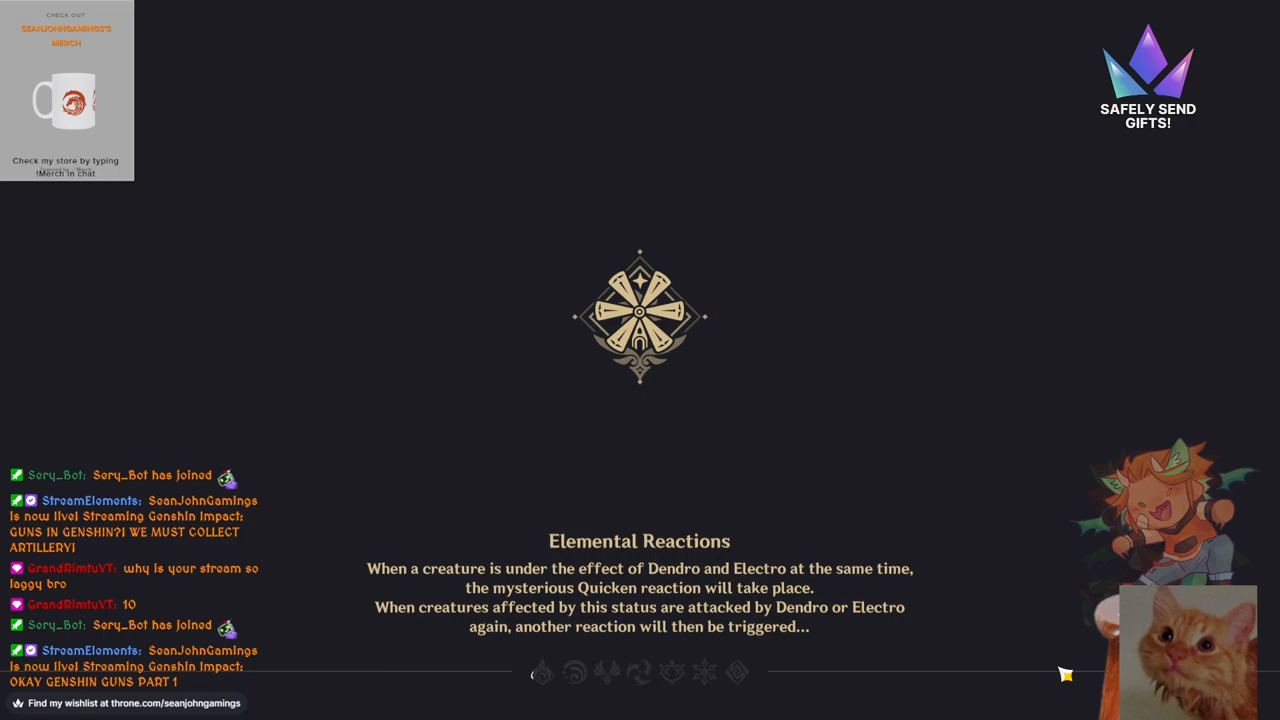 CHECK OUT
SEANJOHNGAMINGS'S
MERCH
Check my store by typing
!Merch in chat
SAFELY SEND
GIFTS!
Sery_Bot: Sery_Bot has joined
StreamElements: SeanJohnGamings
is now live! Streaming Genshin Impact:
GUNS IN GENSHIN?! WE MUST COLLECT
ARTILLERY!
GrandRimtuVT: why is your stream so
laggy bro
GrandRimtuVT: 10
Sery_Bot: Sery_Bot has joined
StreamElements: SeanJohnGamings
is now live! Streaming Genshin Impact:
OKAY GENSHIN GUNS PART 1
Find my wishlist at throne.com/seanjohngamings
Elemental Reactions
When a creature is under the effect of Dendro and Electro at the same time,
the mysterious Quicken reaction will take place.
When creatures affected by this status are attacked by Dendro or Electro
again, another reaction will then be triggered...